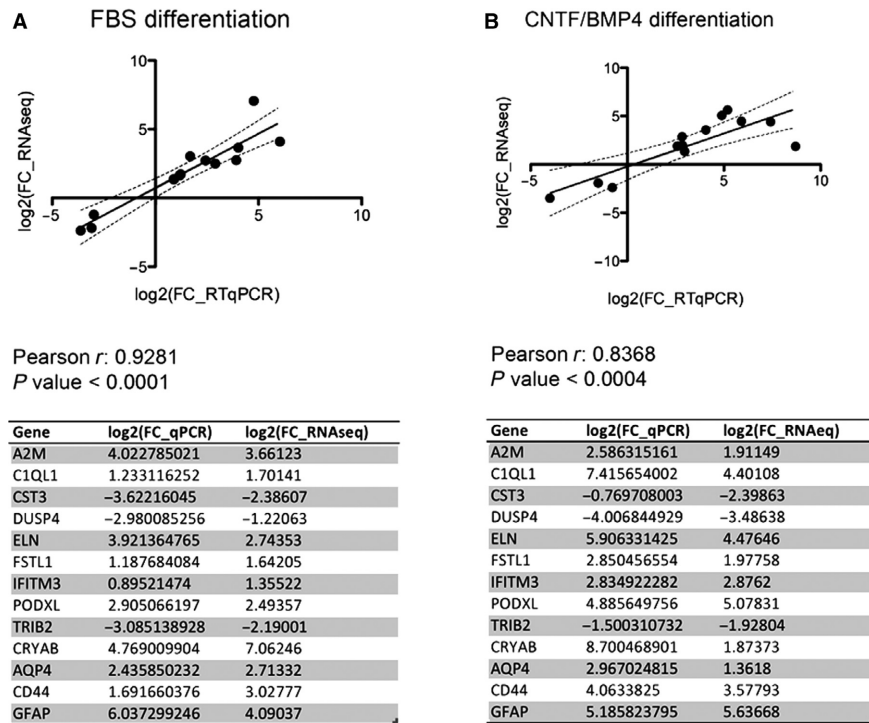 A FBS differentiation
10
5
−5 5 10
−5
log2(FC_RNAseq)
log2(FC_RTqPCR)
Pearson r: 0.9281
P value < 0.0001
Gene log2(FC_qPCR) log2(FC_RNAseq)
A2M 4.022785021 3.66123
C1QL1 1.233116252 1.70141
CST3 −3.62216045 −2.38607
DUSP4 −2.980085256 −1.22063
ELN 3.921364765 2.74353
FSTL1 1.187684084 1.64205
IFITM3 0.89521474 1.35522
PODXL 2.905066197 2.49357
TRIB2 −3.085138928 −2.19001
CRYAB 4.769009904 7.06246
AQP4 2.435850232 2.71332
CD44 1.691660376 3.02777
GFAP 6.037299246 4.09037
B CNTF/BMP4 differentiation
10
5
−5 5 10
−5
−10
log2(FC_RNAseq)
log2(FC_RTqPCR)
Pearson r: 0.8368
P value < 0.0004
Gene log2(FC_qPCR) log2(FC_RNAeq)
A2M 2.586315161 1.91149
C1QL1 7.415654002 4.40108
CST3 −0.769708003 −2.39863
DUSP4 −4.006844929 −3.48638
ELN 5.906331425 4.47646
FSTL1 2.850456554 1.97758
IFITM3 2.834922282 2.8762
PODXL 4.885649756 5.07831
TRIB2 −1.500310732 −1.92804
CRYAB 8.700468901 1.87373
AQP4 2.967024815 1.3618
CD44 4.0633825 3.57793
GFAP 5.185823795 5.63668